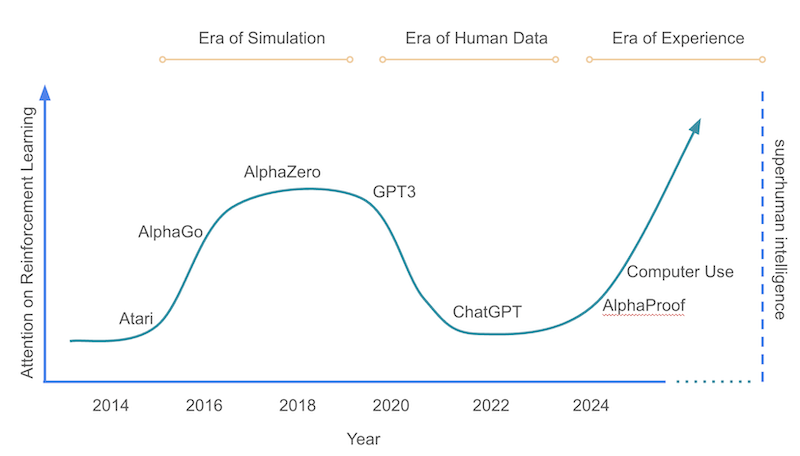 Era of Simulation
Era of Human Data
Era of Experience
Attention on Reinforcement Learning
superhuman intelligence
AlphaZero
GPT3
AlphaGo
Computer Use
Atari
ChatGPT
AlphaProof
2014
2016
2018
2020
2022
2024
Year